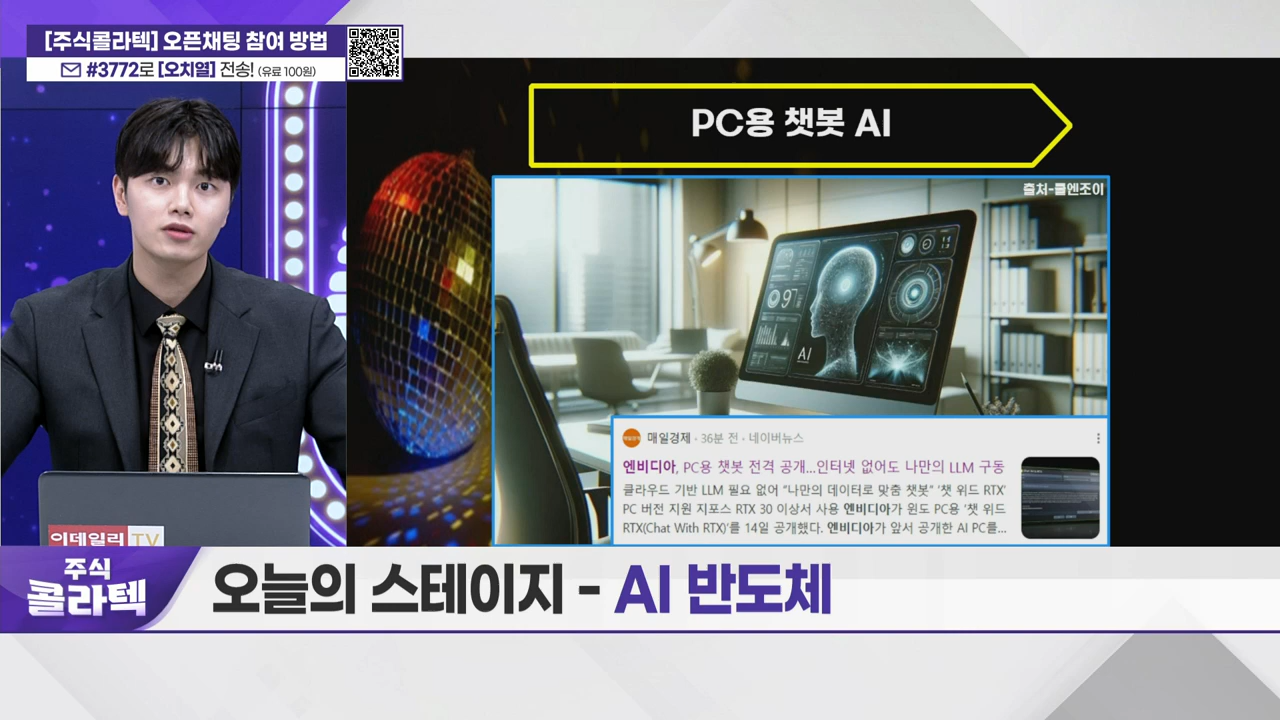 [주식콜라텍] 오픈채팅 참여 방법
#3772로 [오치열] 전송! (유료 100원)
PC용 챗봇 AI
출처-클엔조이
AI
매일경제 · 36분 전 · 네이버뉴스
엔비디아, PC용 챗봇 전격 공개...인터넷 없어도 나만의 LLM 구동
클라우드 기반 LLM 필요 없어 “나만의 데이터로 맞춤 챗봇” ‘챗 위드 RTX’
PC 버전 지원 지포스 RTX 30 이상서 사용 엔비디아가 윈도 PC용 ‘챗 위드
RTX(Chat With RTX)’를 14일 공개했다. 엔비디아가 앞서 공개한 AI PC를...
이데일리 TV
주식
콜라텍
오늘의 스테이지 - AI 반도체